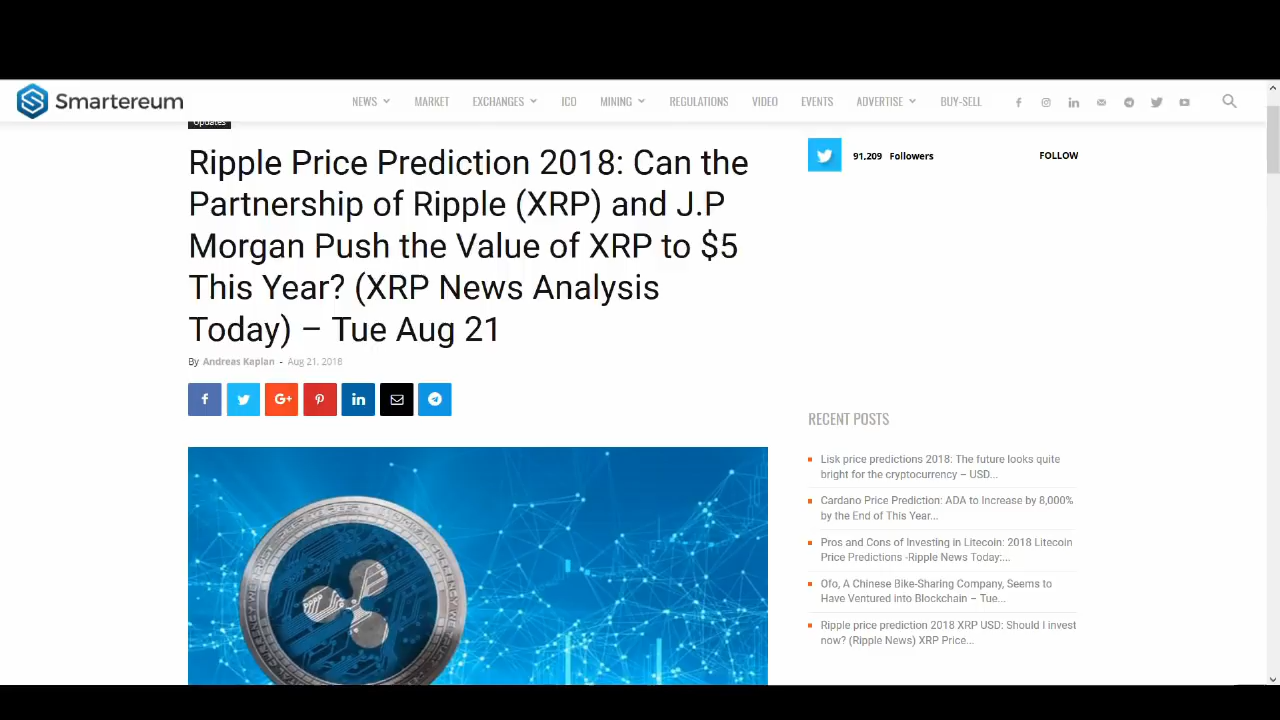 Smartereum
NEWS MARKET EXCHANGES ICO MINING REGULATIONS VIDEO EVENTS ADVERTISE BUY-SELL
Updates
Ripple Price Prediction 2018: Can the
Partnership of Ripple (XRP) and J.P
Morgan Push the Value of XRP to $5
This Year? (XRP News Analysis
Today) – Tue Aug 21
By Andreas Kaplan - Aug 21, 2018
G+
91,209 Followers FOLLOW
RECENT POSTS
Lisk price predictions 2018: The future looks quite
bright for the cryptocurrency – USD...
Cardano Price Prediction: ADA to Increase by 8,000%
by the End of This Year...
Pros and Cons of Investing in Litecoin: 2018 Litecoin
Price Predictions -Ripple News Today:...
Ofo, A Chinese Bike-Sharing Company, Seems to
Have Ventured into Blockchain – Tue...
Ripple price prediction 2018 XRP USD: Should I invest
now? (Ripple News) XRP Price...